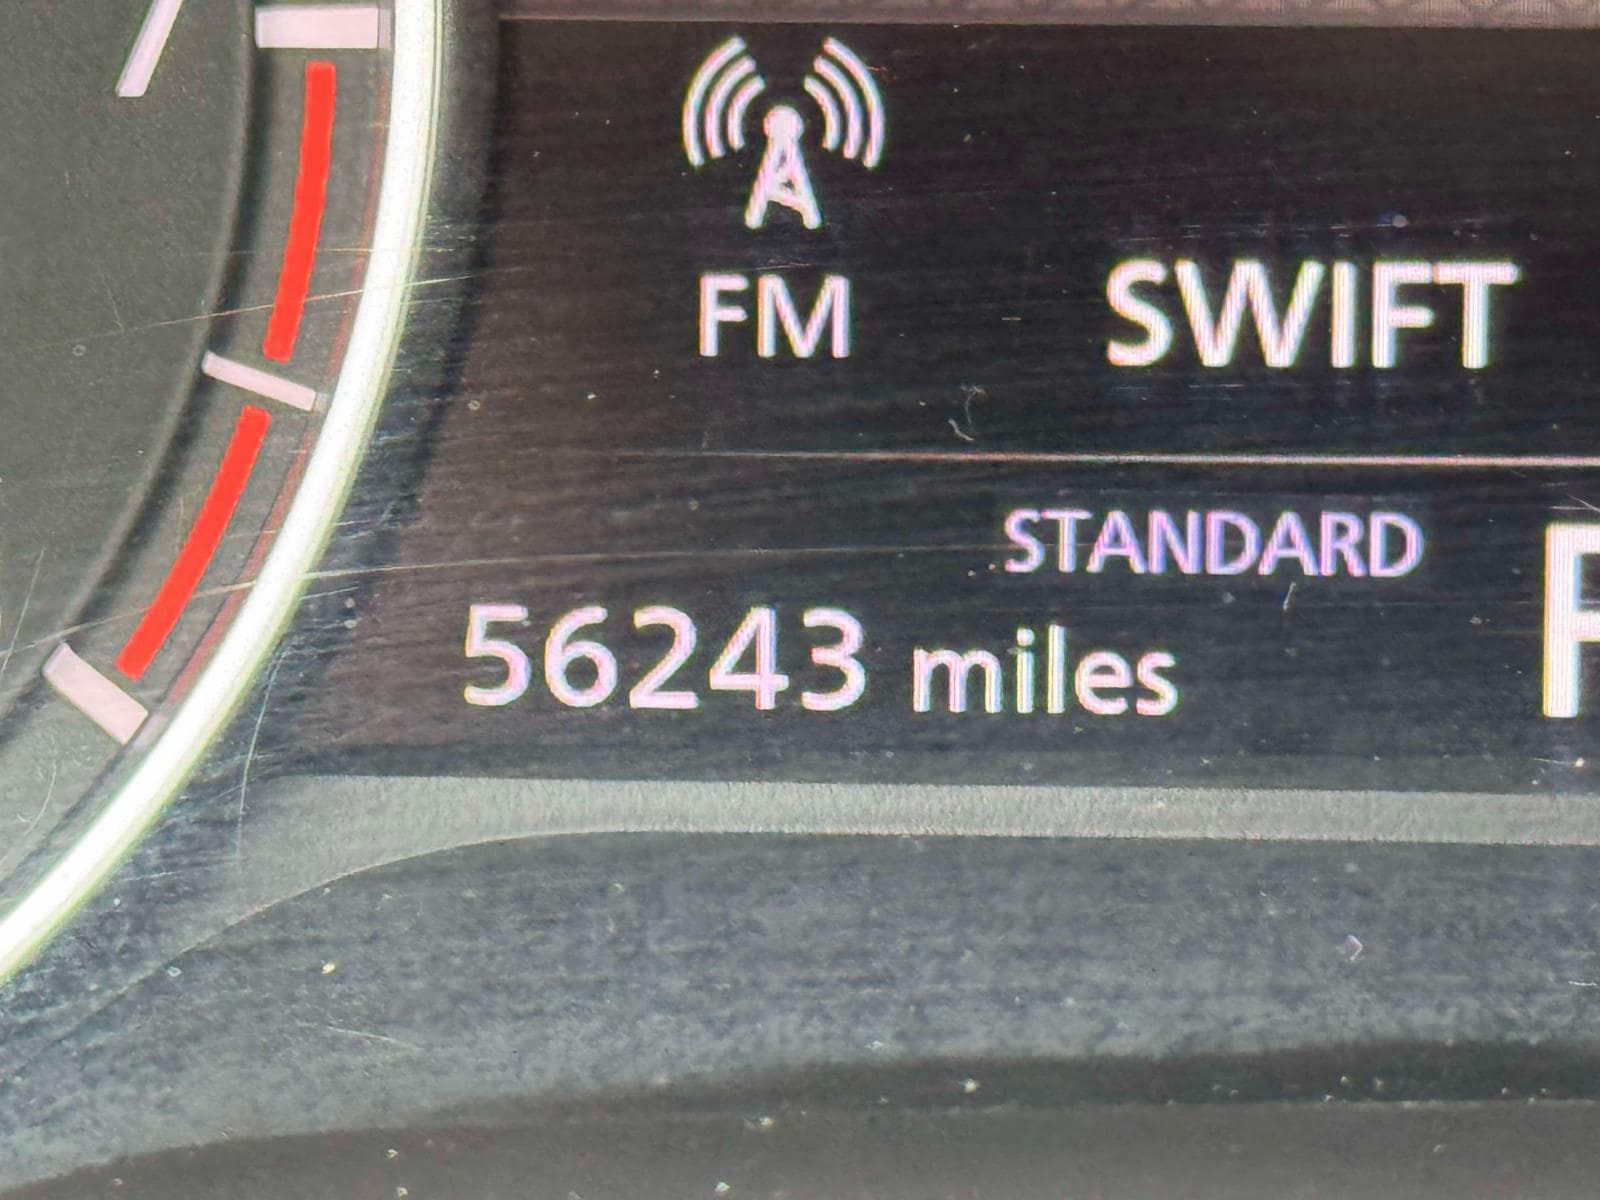 FM
SWIFT
STANDARD
56243 miles